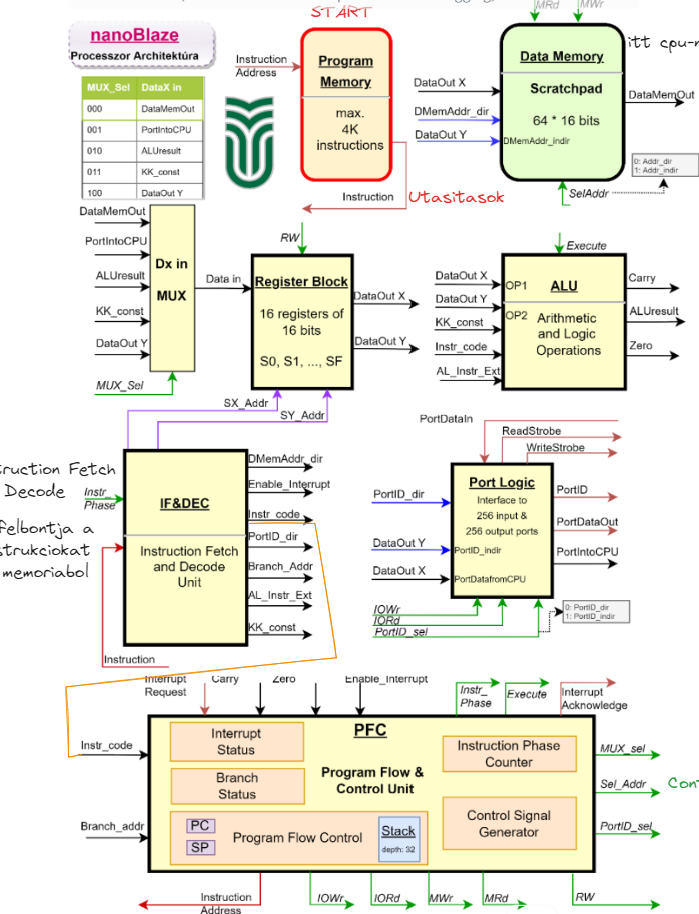 START
MRd
MWr
nanoBlaze
Processzor Architektúra
MUX_Sel DataX in
000 DataMemOut
001 PortIntoCPU
010 ALUresult
011 KK_const
100 DataOut Y
Instruction
Address
Program
Memory
max.
4K
instructions
Instruction
Utasitasok
itt cpu-
Data Memory
Scratchpad
64 * 16 bits
DataOut X
DMemAddr_dir
DataOut Y
DMemAddr_indir
DataMemOut
SelAddr
0: Addr_dir
1: Addr_indir
DataMemOut
PortIntoCPU
ALUresult
KK_const
DataOut Y
Dx in
MUX
MUX_Sel
Data in
RW
Register Block
16 registers of
16 bits
S0, S1, ..., SF
DataOut X
DataOut Y
SX_Addr
SY_Addr
Execute
DataOut X
DataOut Y
KK_const
Instr_code
AL_Instr_Ext
OP1
OP2
ALU
Arithmetic
and Logic
Operations
Carry
ALUresult
Zero
truction Fetch
Decode
felbontja a
strukciokat
memoriabol
Instr_
Phase
IF&DEC
Instruction Fetch
and Decode
Unit
Instruction
DMemAddr_dir
Enable_Interrupt
Instr_code
PortID_dir
Branch_Addr
AL_Instr_Ext
KK_const
PortDataIn
ReadStrobe
WriteStrobe
Port Logic
Interface to
256 input &
256 output ports
PortID_dir
DataOut Y
PortID_indir
DataOut X
PortDatafromCPU
PortID
PortDataOut
PortIntoCPU
IOWr
IORd
PortID_sel
0: PortID_dir
1: PortID_indir
Interrupt
Request
Carry
Zero
Enable_Interrupt
Instr_
Phase
Execute
Interrupt
Acknowledge
Instr_code
Branch_addr
PFC
Program Flow &
Control Unit
Interrupt
Status
Branch
Status
PC
SP
Program Flow Control
Stack
depth: 32
Instruction Phase
Counter
Control Signal
Generator
MUX_sel
Sel_Addr
Con
PortID_sel
Instruction
Address
IOWr
IORd
MWr
MRd
RW